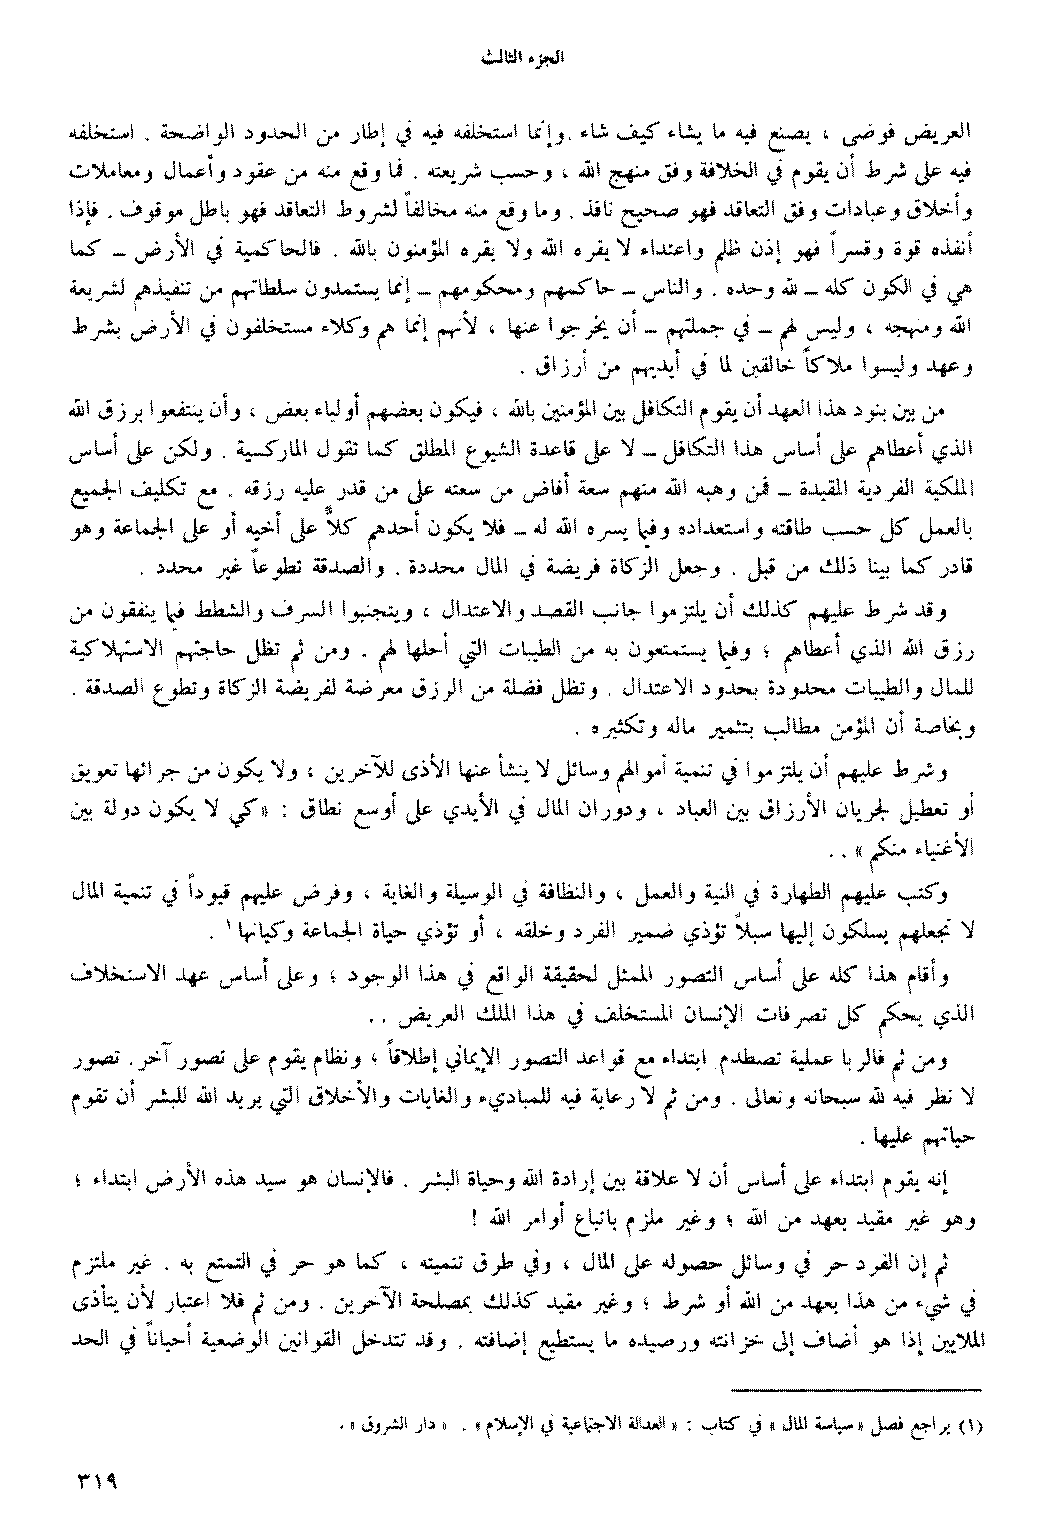 الجزء الثالث
العريض فوضى ، يصنع فيه ما يشاء كيف شاء .وإنما استخلفه فيه في إطار من الحدود الواضحة . استخلفه
فيه على شرط أن يقوم في الخلافة وفق منهج الله ، وحسب شريعته . فما وقع منه من عقود وأعمال ومعاملات
وأخلاق وعبادات وفق التعاقد فهو صحيح نافذ . وما وقع منه مخالفاً لشروط التعاقد فهو باطل موقوف . فإذا
أنفذه قوة وقسراً فهو إذن ظلم واعتداء لا يقره الله ولا يقره المؤمنون بالله . فالحاكمية في الأرض – كما
هي في الكون كله – لله وحده . والناس – حاكمهم ومحكومهم – إنما يستمدون سلطاتهم من تنفيذهم لشريعة
الله ومنهجه ، وليس لهم – في جملتهم – أن يخرجوا عنها ، لأنهم إنما هم وكلاء مستخلفون في الأرض بشرط
وعهد وليسوا ملاكاً خالقين لما في أيديهم من أرزاق .
من بين بنود هذا العهد أن يقوم التكافل بين المؤمنين بالله ، فيكون بعضهم أولياء بعض ، وأن ينتفعوا برزق الله
الذي أعطاهم على أساس هذا التكافل – لا على قاعدة الشيوع المطلق كما تقول الماركسية . ولكن على أساس
الملكية الفردية المقيدة – فمن وهبه الله منهم سعة أفاض من سعته على من قدر عليه رزقه . مع تكليف الجميع
بالعمل كل حسب طاقته واستعداده وفيما يسره الله له – فلا يكون أحدهم كلاًّ على أخيه أو على الجماعة وهو
قادر كما بينا ذلك من قبل . وجعل الزكاة فريضة في المال محددة . والصدقة تطوعاً غير محدد .
وقد شرط عليهم كذلك أن يلتزموا جانب القصد والاعتدال ، ويتجنبوا السرف والشطط فيما ينفقون من
رزق الله الذي أعطاهم ؛ وفيما يستمتعون به من الطيبات التي أحلها لهم . ومن ثم تظل حاجتهم الاستهلاكية
للمال والطيبات محدودة بحدود الاعتدال . وتظل فضلة من الرزق معرضة لفريضة الزكاة وتطوع الصدقة .
وبخاصة أن المؤمن مطالب بتثمير ماله وتكثيره .
وشرط عليهم أن يلتزموا في تنمية أموالهم وسائل لا ينشأ عنها الأذى للآخرين ، ولا يكون من جرائها تعويق
أو تعطيل لجريان الأرزاق بين العباد ، ودوران المال في الأيدي على أوسع نطاق : «كي لا يكون دولة بين
الأغنياء منكم» . .
وكتب عليهم الطهارة في النية والعمل ، والنظافة في الوسيلة والغاية ، وفرض عليهم قيوداً في تنمية المال
لا تجعلهم يسلكون إليها سبلاً تؤذي ضمير الفرد وخلقه ، أو تؤذي حياة الجماعة وكيانها ١ .
وأقام هذا كله على أساس التصور الممثل لحقيقة الواقع في هذا الوجود ؛ وعلى أساس عهد الاستخلاف
الذي يحكم كل تصرفات الإنسان المستخلف في هذا الملك العريض . .
ومن ثم فالربا عملية تصطدم ابتداء مع قواعد التصور الإيماني إطلاقاً ؛ ونظام يقوم على تصور آخر. تصور
لا نظر فيه لله سبحانه وتعالى . ومن ثم لا رعاية فيه للمباديء والغايات والأخلاق التي يريد الله للبشر أن تقوم
حياتهم عليها .
إنه يقوم ابتداء على أساس أن لا علاقة بين إرادة الله وحياة البشر . فالإنسان هو سيد هذه الأرض ابتداء ؛
وهو غير مقيد بعهد من الله ؛ وغير ملزم باتباع أوامر الله !
ثم إن الفرد حر في وسائل حصوله على المال ، وفي طرق تنميته ، كما هو حر في التمتع به . غير ملتزم
في شيء من هذا بعهد من الله أو شرط ؛ وغير مقيد كذلك بمصلحة الآخرين . ومن ثم فلا اعتبار لأن يتأذى
الملايين إذا هو أضاف إلى خزانته ورصيده ما يستطيع إضافته . وقد تتدخل القوانين الوضعية أحياناً في الحد
(١) يراجع فصل «سياسة المال» في كتاب : «العدالة الاجتماعية في الإسلام» . «دار الشروق» .
٣١٩